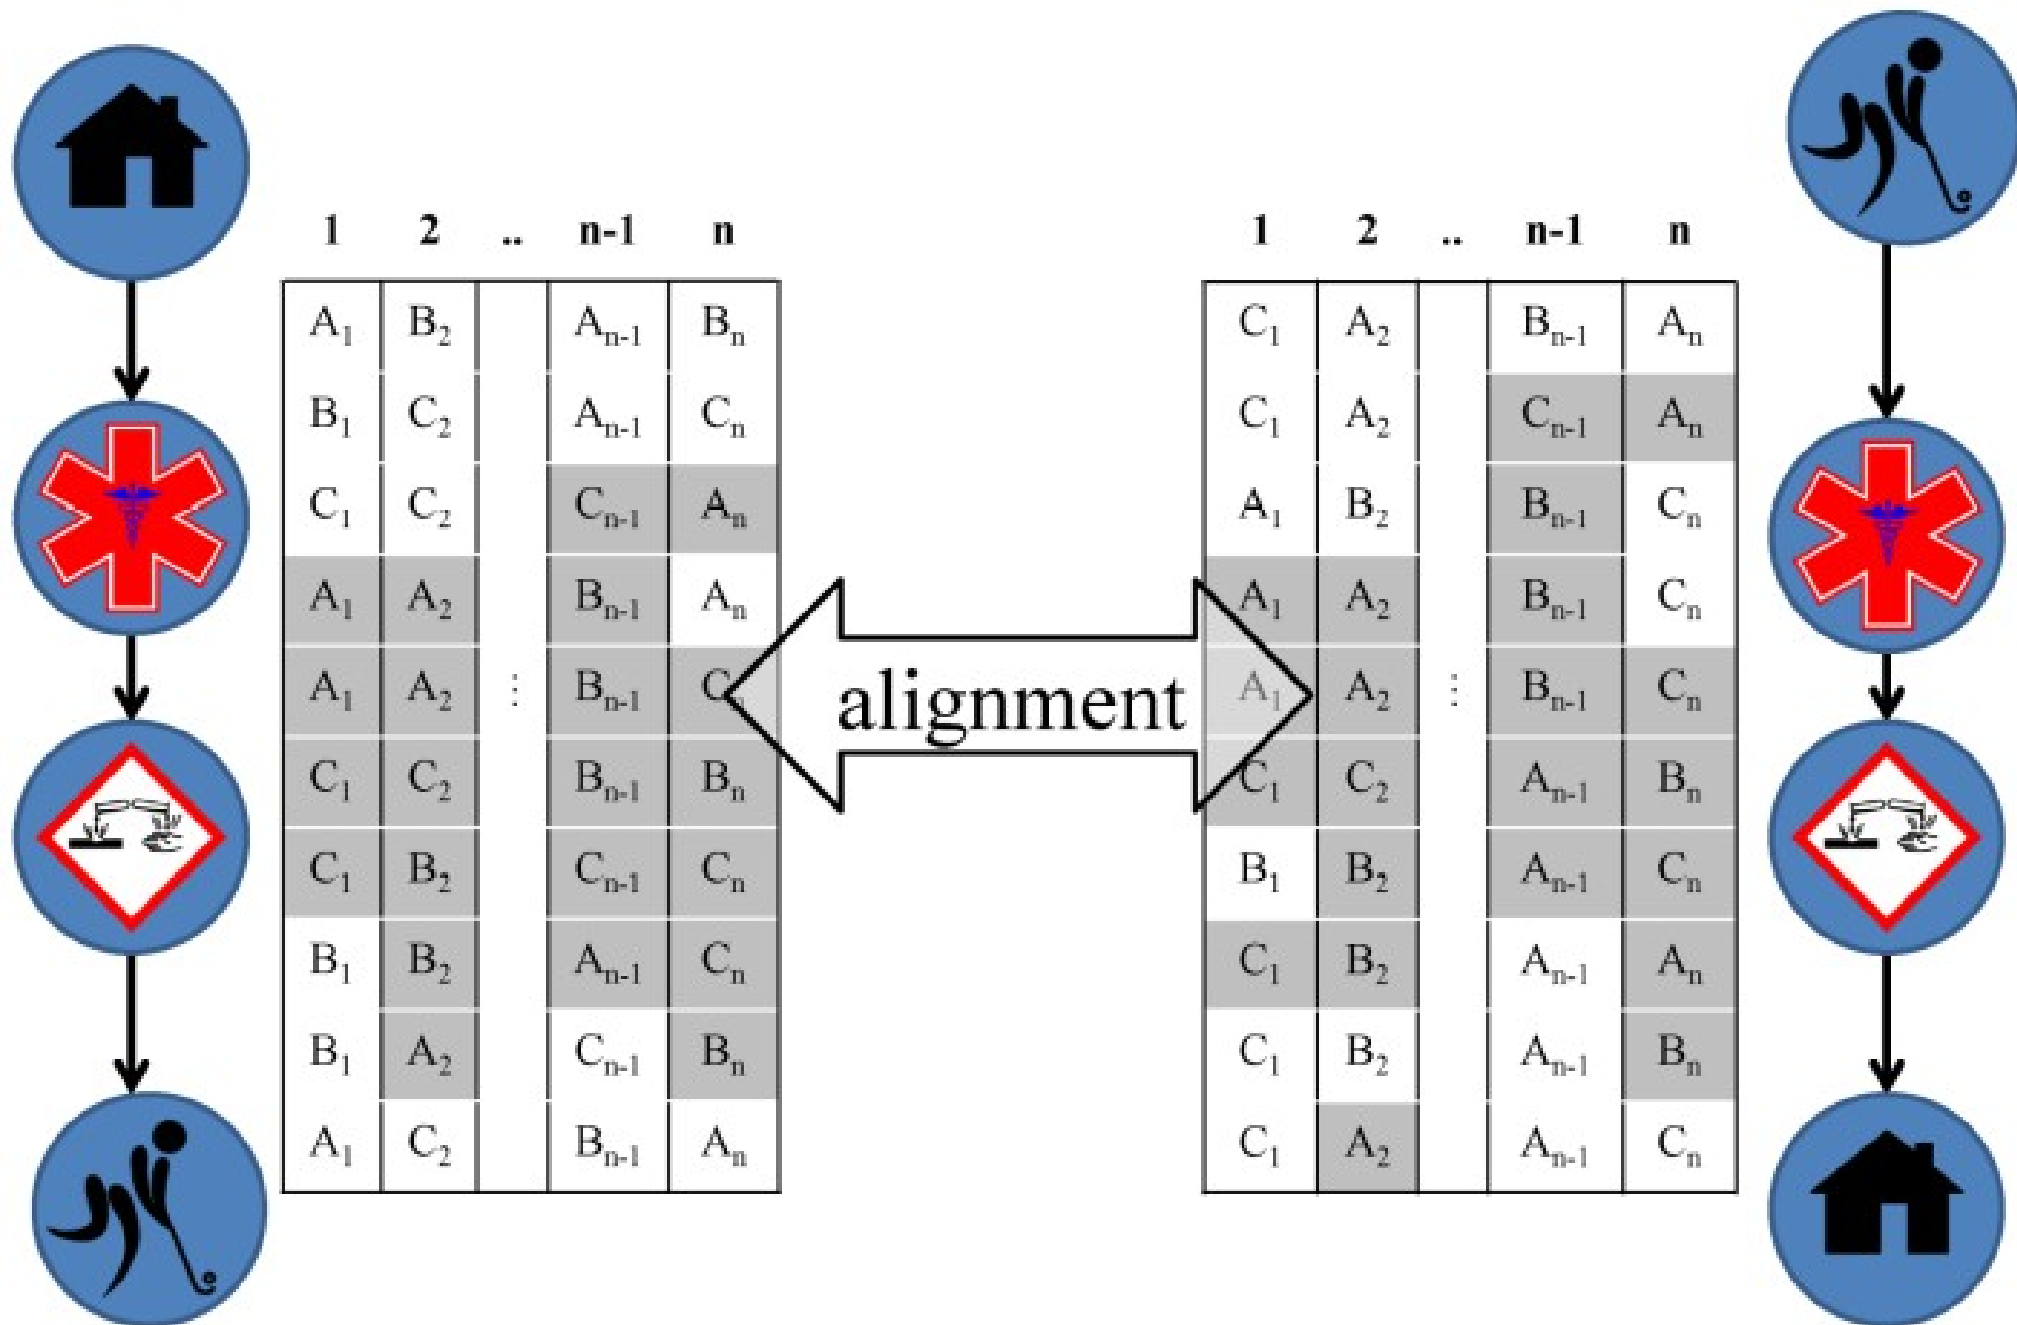 1 2 .. n-1 n
A₁ B₂ Aₙ₋₁ Bₙ
B₁ C₂ Aₙ₋₁ Cₙ
C₁ C₂ Cₙ₋₁ Aₙ
A₁ A₂ Bₙ₋₁ Aₙ
A₁ A₂ ⋮ Bₙ₋₁ C
C₁ C₂ Bₙ₋₁ Bₙ
C₁ B₂ Cₙ₋₁ Cₙ
B₁ B₂ Aₙ₋₁ Cₙ
B₁ A₂ Cₙ₋₁ Bₙ
A₁ C₂ Bₙ₋₁ Aₙ
alignment
1 2 .. n-1 n
C₁ A₂ Bₙ₋₁ Aₙ
C₁ A₂ Cₙ₋₁ Aₙ
A₁ B₂ Bₙ₋₁ Cₙ
A₁ A₂ Bₙ₋₁ Cₙ
A₁ A₂ ⋮ Bₙ₋₁ Cₙ
C₁ C₂ Aₙ₋₁ Bₙ
B₁ B₂ Aₙ₋₁ Cₙ
C₁ B₂ Aₙ₋₁ Aₙ
C₁ B₂ Aₙ₋₁ Bₙ
C₁ A₂ Aₙ₋₁ Cₙ